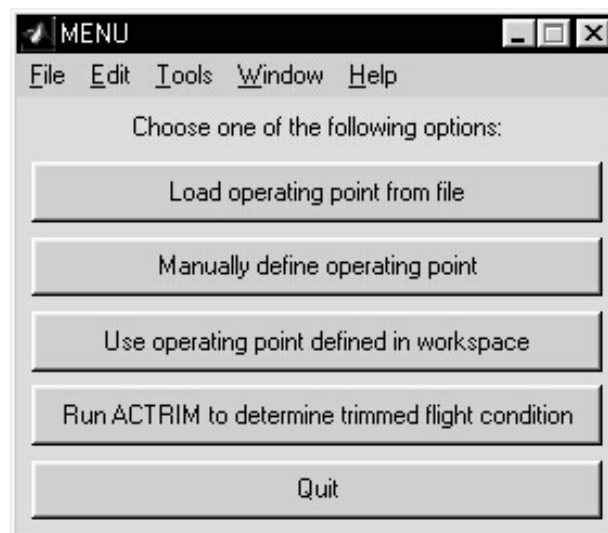 MENU
File Edit Tools Window Help
Choose one of the following options:
Load operating point from file
Manually define operating point
Use operating point defined in workspace
Run ACTRIM to determine trimmed flight condition
Quit